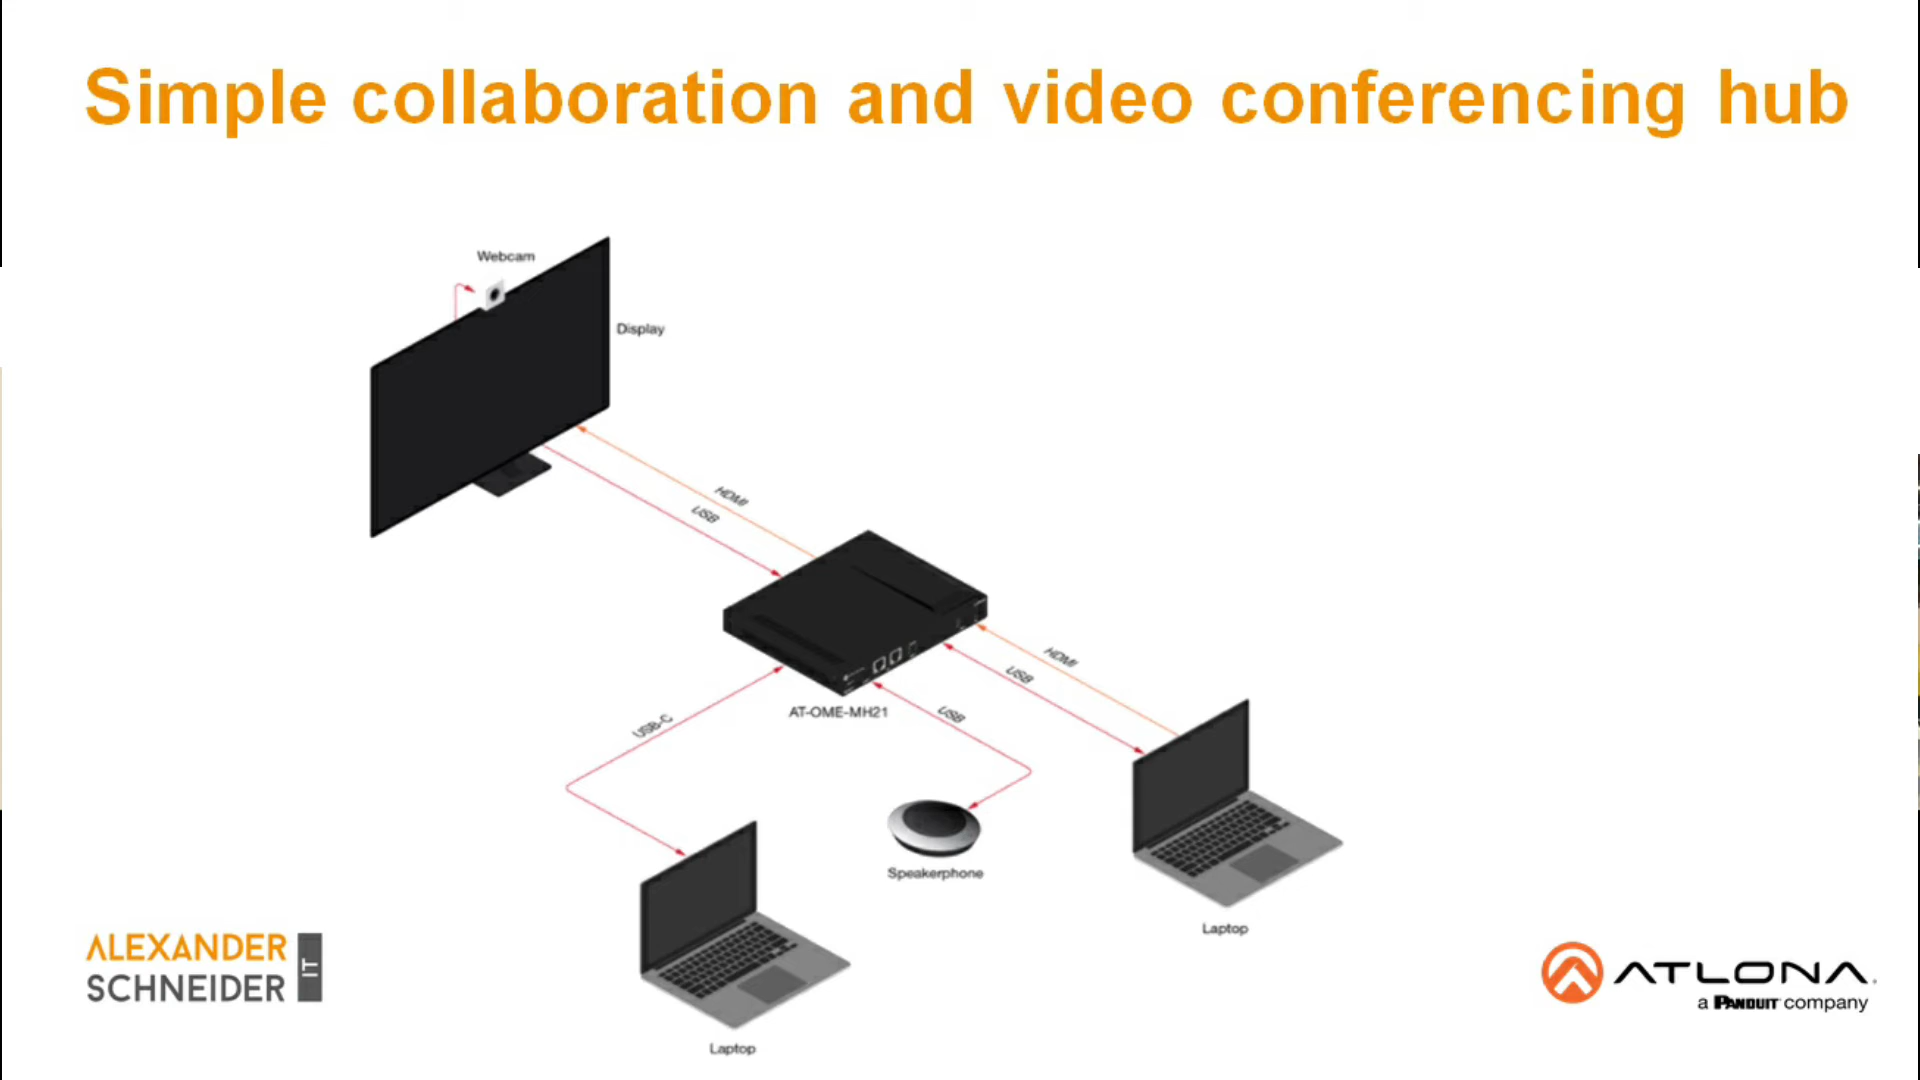 Simple collaboration and video conferencing hub
Webcam
Display
HDMI
USB
HDMI
USB
AT-OME-MH21
USB-C
USB
Speakerphone
Laptop
Laptop
ALEXANDER
SCHNEIDER
IT
ATLONA
a PANDUIT company